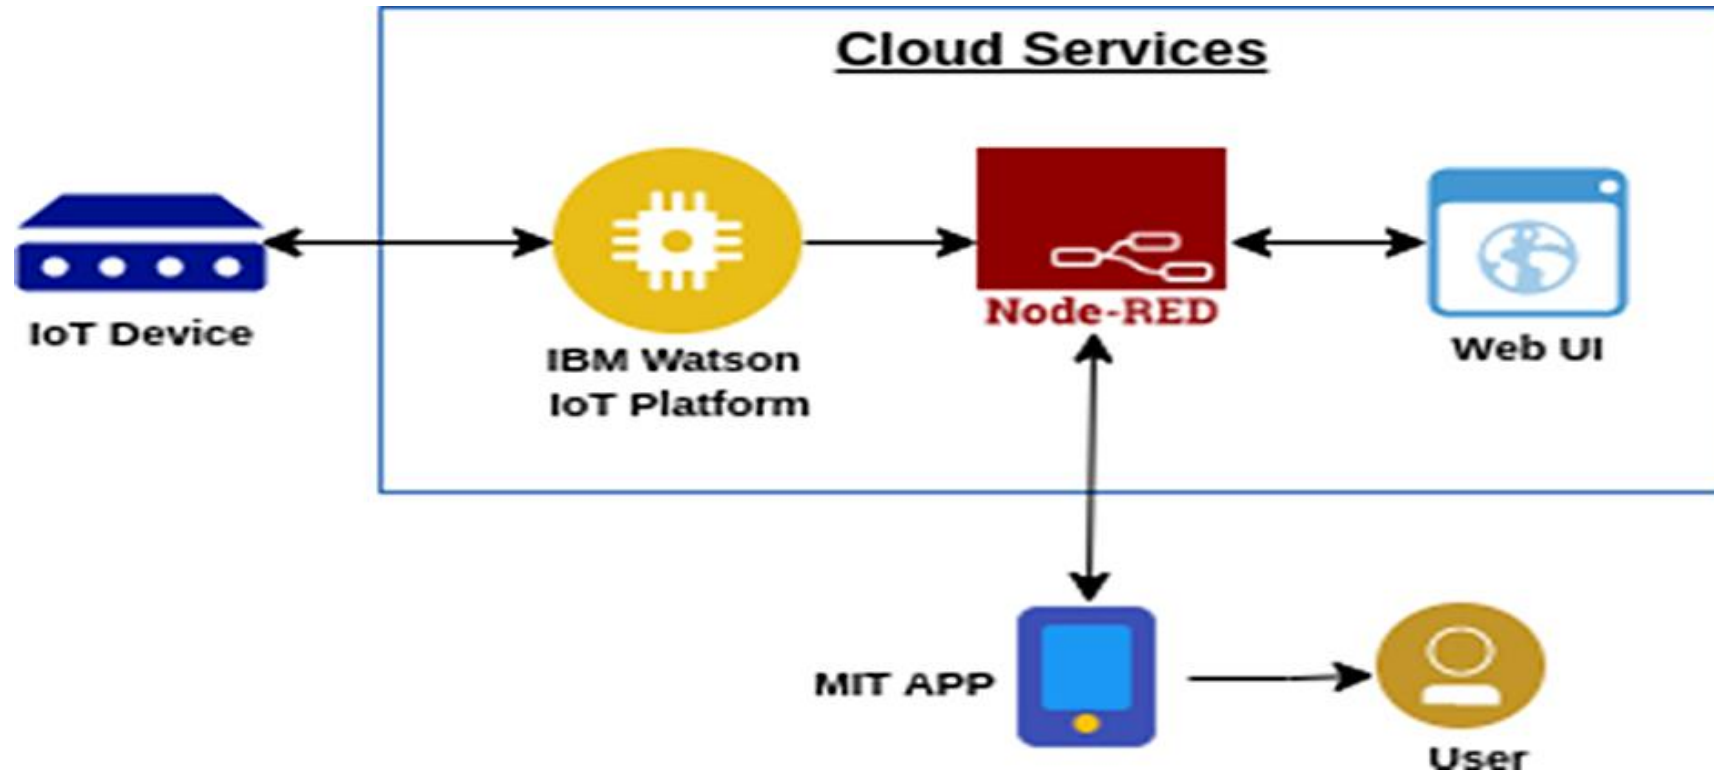 Cloud Services
Node-RED
IoT Device
Web UI
IBM Watson
IoT Platform
MIT APP
User